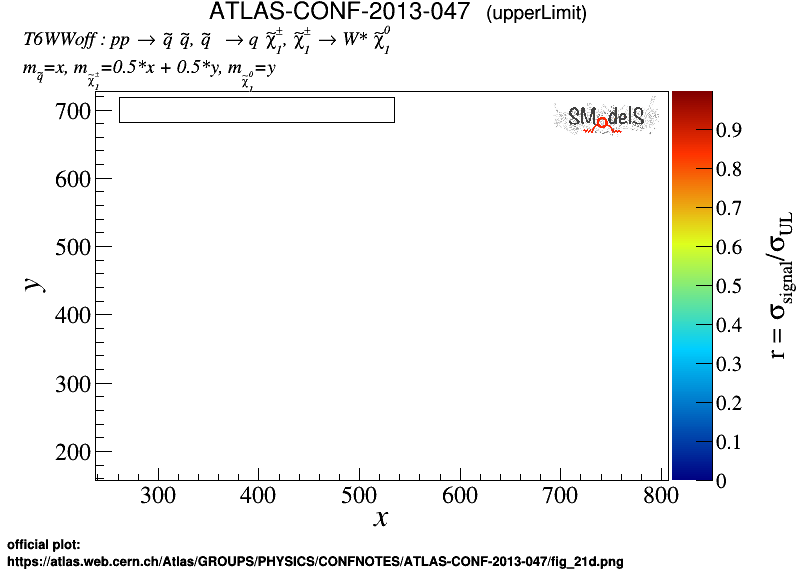 ATLAS-CONF-2013-047 (upperLimit)
T6WWoff : pp → q̃ q̃, q̃ → q χ̃₁±, χ̃₁± → W* χ̃₁⁰
m_q̃=x, m_χ̃₁±=0.5*x + 0.5*y, m_χ̃₁⁰=y
SModelS
700
600
500
400
300
200
y
300 400 500 600 700 800
x
0.9
0.8
0.7
0.6
0.5
0.4
0.3
0.2
0.1
0
r = σ_signal/σ_UL
official plot:
https://atlas.web.cern.ch/Atlas/GROUPS/PHYSICS/CONFNOTES/ATLAS-CONF-2013-047/fig_21d.png